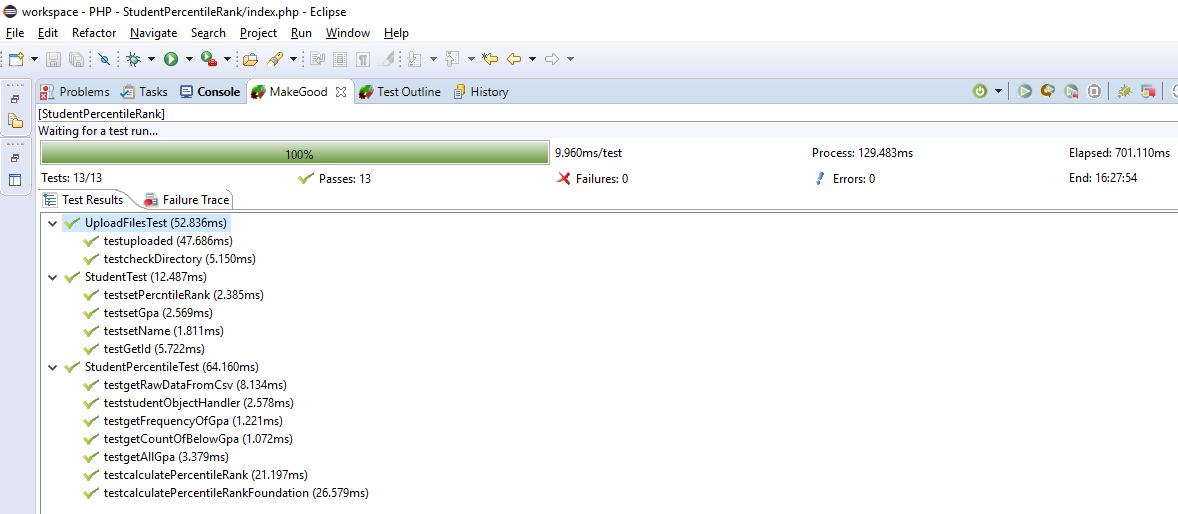 workspace - PHP - StudentPercentileRank/index.php - Eclipse
File Edit Refactor Navigate Search Project Run Window Help
Problems Tasks Console MakeGood Test Outline History
[StudentPercentileRank]
Waiting for a test run...
100% 9.960ms/test Process: 129.483ms Elapsed: 701.110ms
Tests: 13/13 Passes: 13 Failures: 0 Errors: 0 End: 16:27:54
Test Results Failure Trace
UploadFilesTest (52.836ms)
testuploaded (47.686ms)
testcheckDirectory (5.150ms)
StudentTest (12.487ms)
testsetPercntileRank (2.385ms)
testsetGpa (2.569ms)
testsetName (1.811ms)
testGetId (5.722ms)
StudentPercentileTest (64.160ms)
testgetRawDataFromCsv (8.134ms)
teststudentObjectHandler (2.578ms)
testgetFrequencyOfGpa (1.221ms)
testgetCountOfBelowGpa (1.072ms)
testgetAllGpa (3.379ms)
testcalculatePercentileRank (21.197ms)
testcalculatePercentileRankFoundation (26.579ms)